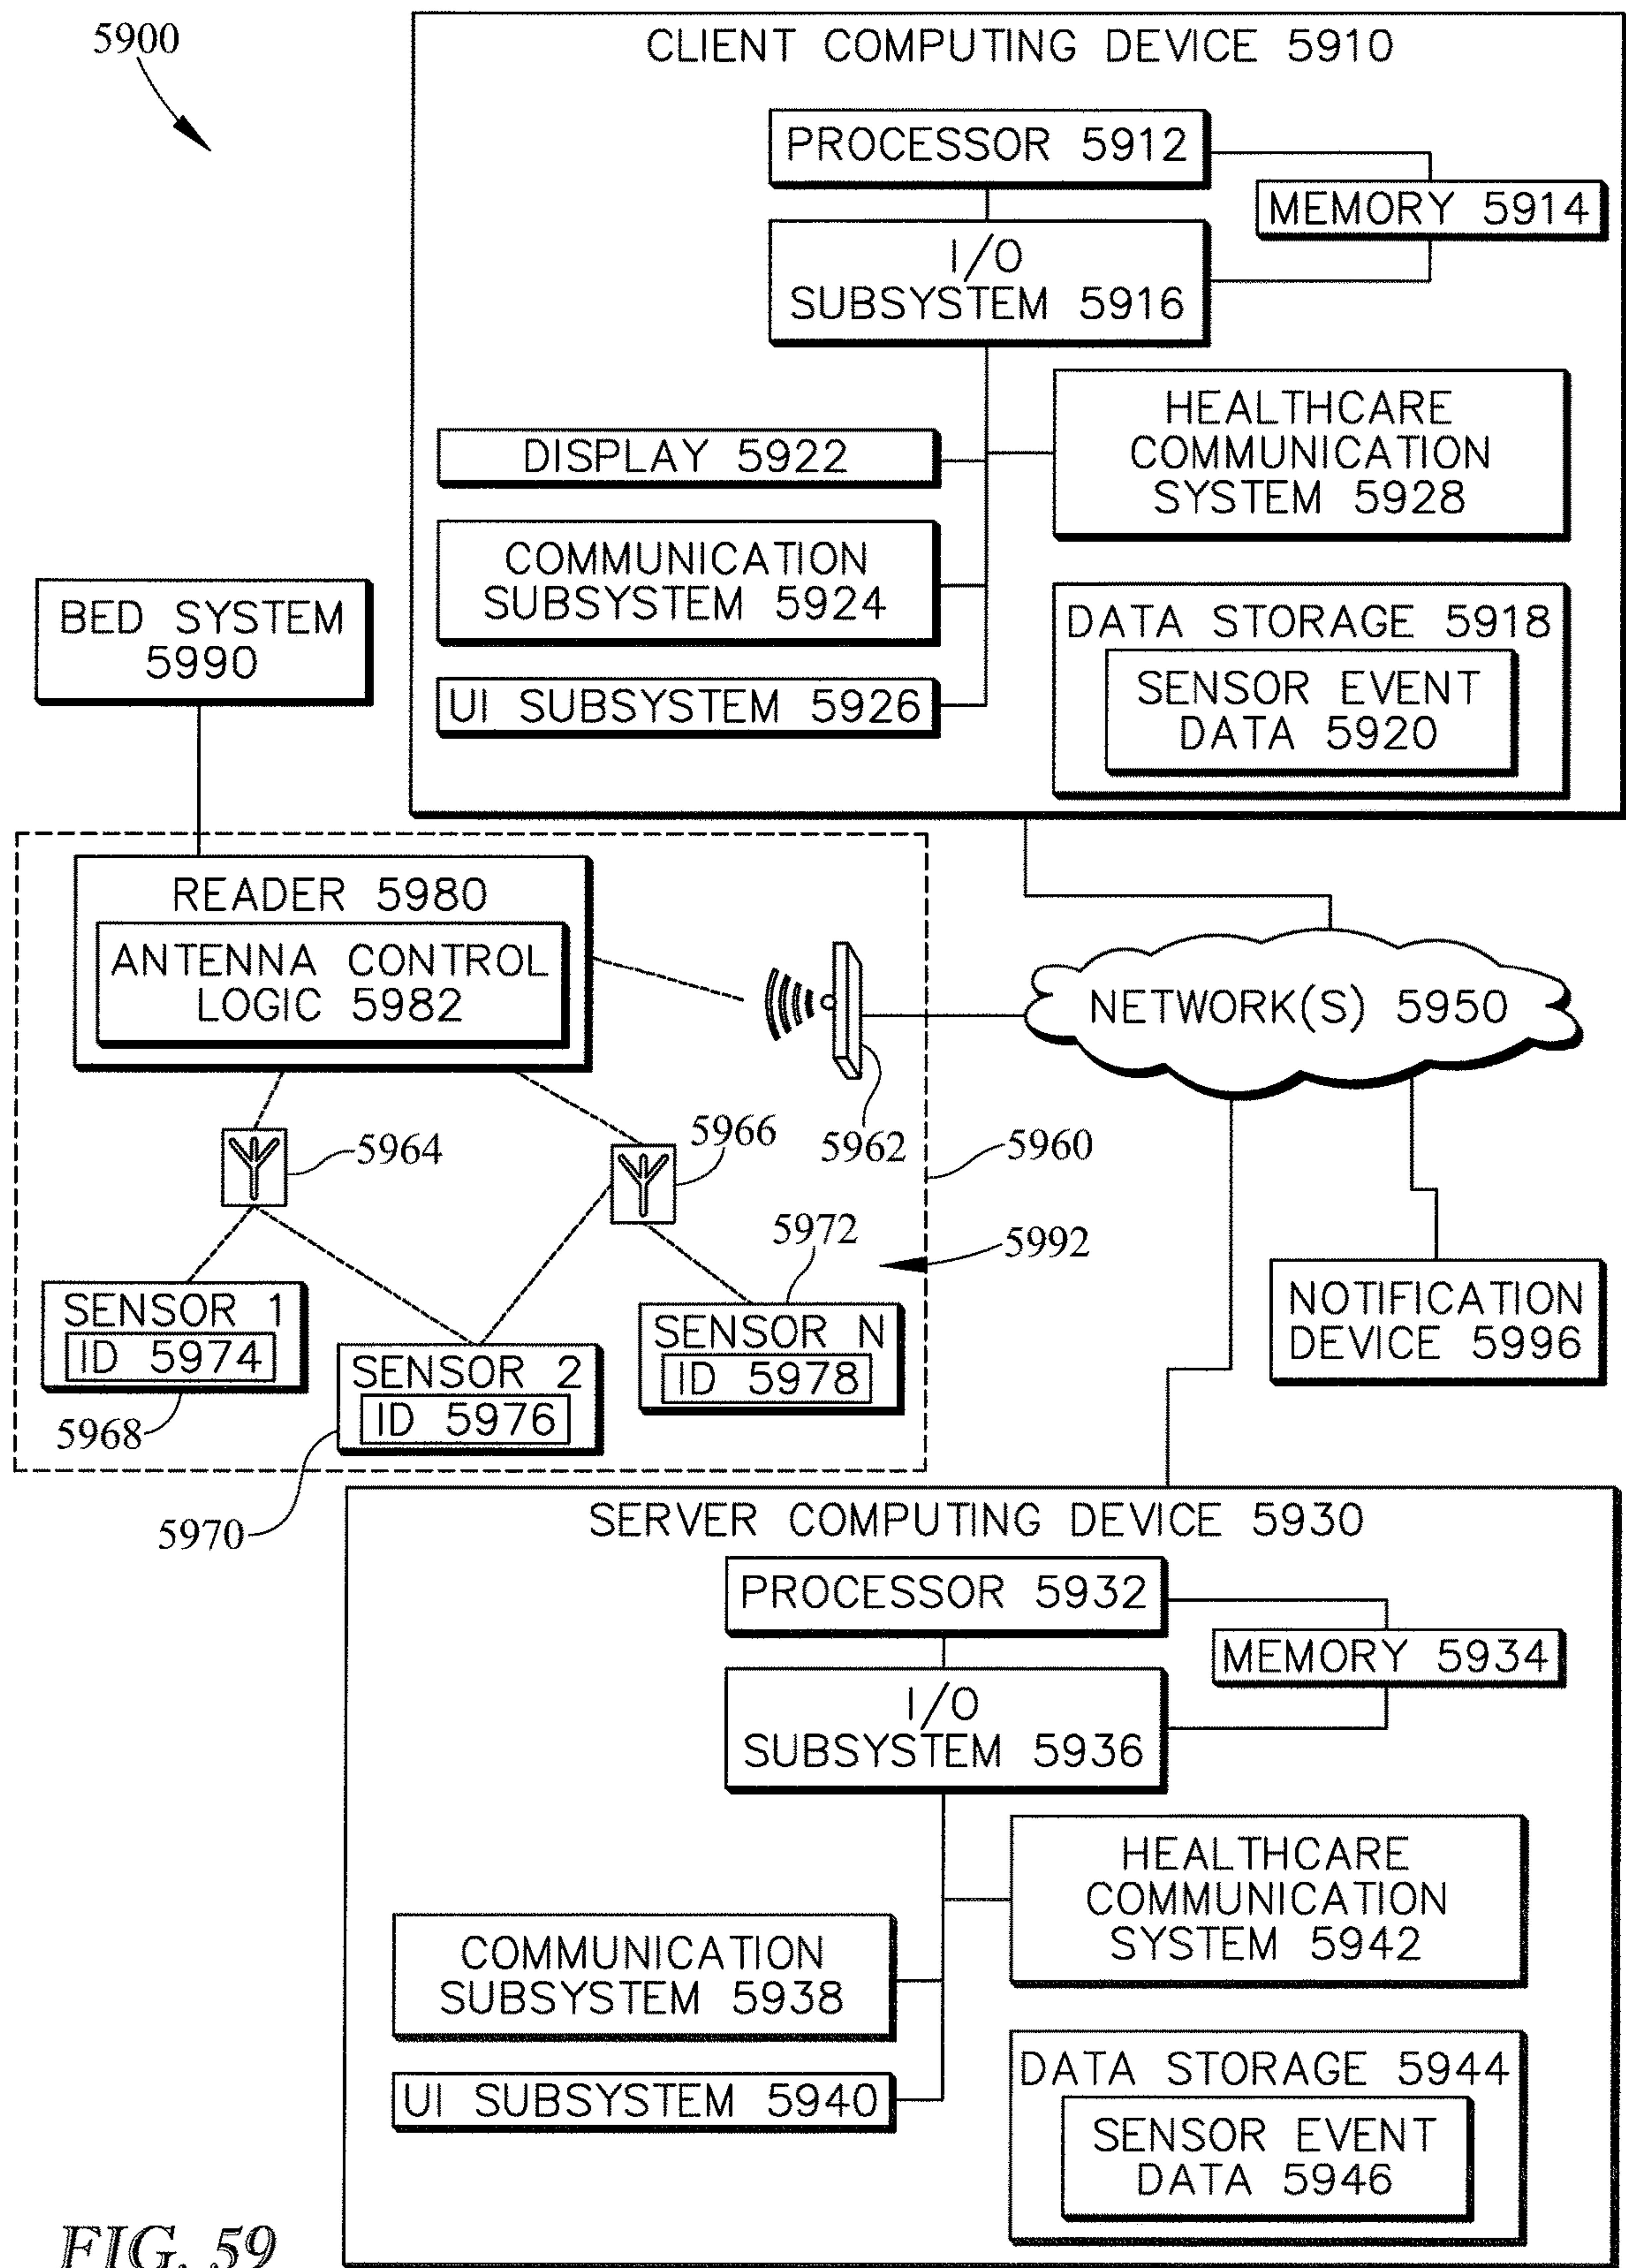 5900
CLIENT COMPUTING DEVICE 5910
PROCESSOR 5912
MEMORY 5914
I/O
SUBSYSTEM 5916
HEALTHCARE
COMMUNICATION
SYSTEM 5928
DISPLAY 5922
COMMUNICATION
SUBSYSTEM 5924
UI SUBSYSTEM 5926
DATA STORAGE 5918
SENSOR EVENT
DATA 5920
BED SYSTEM
5990
READER 5980
ANTENNA CONTROL
LOGIC 5982
5962
NETWORK(S) 5950
5964
5966
5960
5972
5992
SENSOR 1
ID 5974
5968
SENSOR 2
ID 5976
5970
SENSOR N
ID 5978
NOTIFICATION
DEVICE 5996
SERVER COMPUTING DEVICE 5930
PROCESSOR 5932
MEMORY 5934
I/O
SUBSYSTEM 5936
HEALTHCARE
COMMUNICATION
SYSTEM 5942
COMMUNICATION
SUBSYSTEM 5938
UI SUBSYSTEM 5940
DATA STORAGE 5944
SENSOR EVENT
DATA 5946
FIG. 59